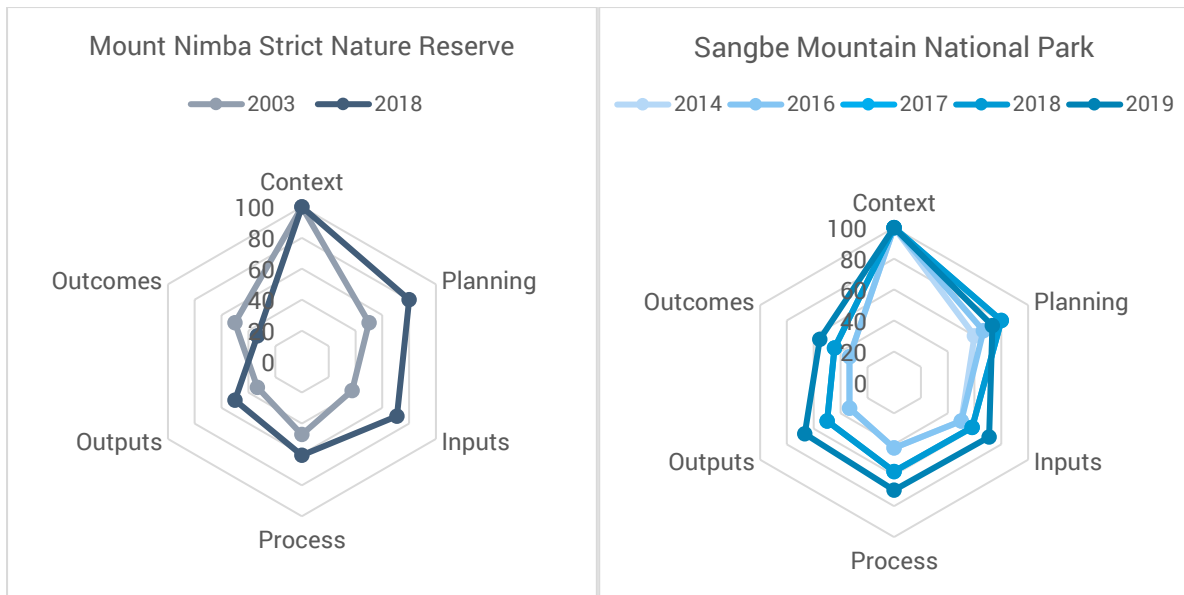 Mount Nimba Strict Nature Reserve
2003 2018
Context
100
80
60
40
20
0
Outcomes
Planning
Outputs
Inputs
Process
Sangbe Mountain National Park
2014 2016 2017 2018 2019
Context
100
80
60
40
20
0
Outcomes
Planning
Outputs
Inputs
Process